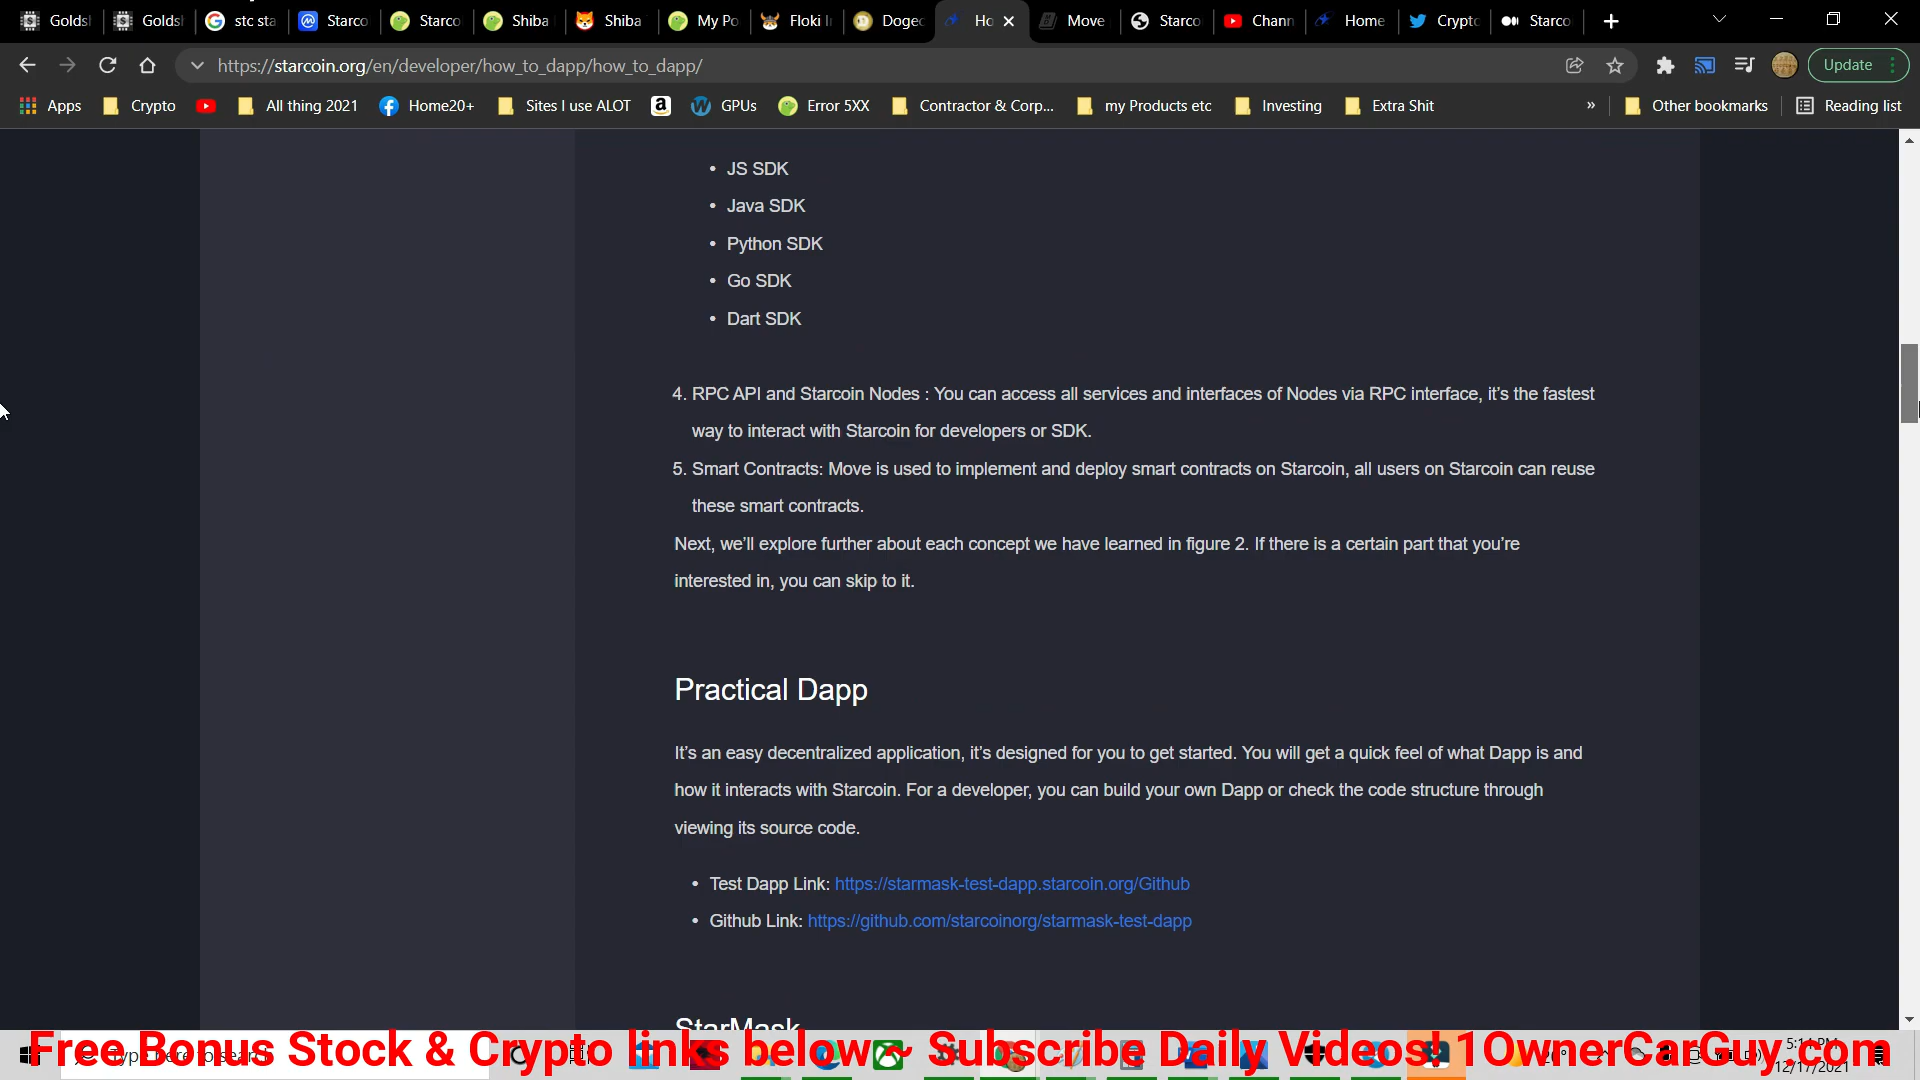 Golds
Golds
stc sta
Starco
Starco
Shiba
Shiba
My Po
Floki I
Dogec
Ho
Move
Starco
Chann
Home
Crypto
Starco
https://starcoin.org/en/developer/how_to_dapp/how_to_dapp/
Update
Apps
Crypto
All thing 2021
Home20+
Sites I use ALOT
GPUs
Error 5XX
Contractor & Corp...
my Products etc
Investing
Extra Shit
»
Other bookmarks
Reading list
• JS SDK
• Java SDK
• Python SDK
• Go SDK
• Dart SDK
4. RPC API and Starcoin Nodes : You can access all services and interfaces of Nodes via RPC interface, it’s the fastest
way to interact with Starcoin for developers or SDK.
5. Smart Contracts: Move is used to implement and deploy smart contracts on Starcoin, all users on Starcoin can reuse
these smart contracts.
Next, we’ll explore further about each concept we have learned in figure 2. If there is a certain part that you’re
interested in, you can skip to it.
Practical Dapp
It’s an easy decentralized application, it’s designed for you to get started. You will get a quick feel of what Dapp is and
how it interacts with Starcoin. For a developer, you can build your own Dapp or check the code structure through
viewing its source code.
• Test Dapp Link: https://starmask-test-dapp.starcoin.org/Github
• Github Link: https://github.com/starcoinorg/starmask-test-dapp
StarMask
Free Bonus Stock & Crypto links below~ Subscribe Daily Videos! 1OwnerCarGuy.com
Type here to search
5:14 PM
12/17/2021